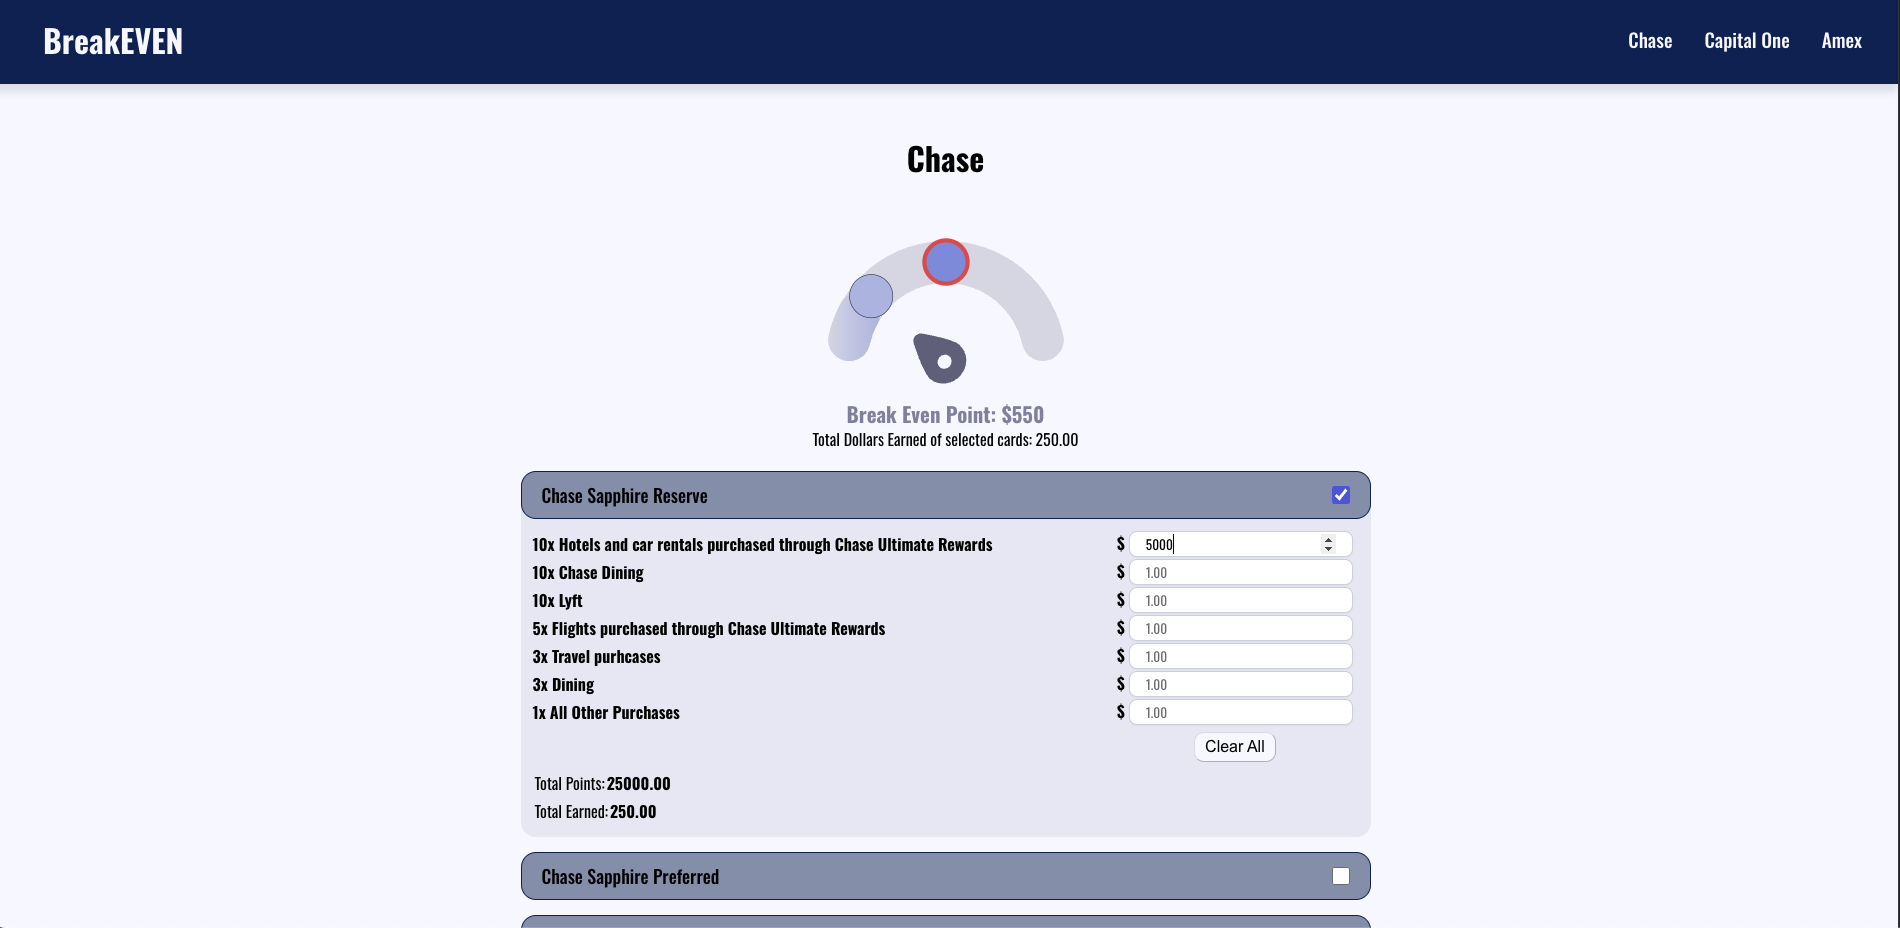 BreakEVEN
Chase Capital One Amex
Chase
Break Even Point: $550
Total Dollars Earned of selected cards: 250.00
Chase Sapphire Reserve
10x Hotels and car rentals purchased through Chase Ultimate Rewards $ 5000
10x Chase Dining $ 1.00
10x Lyft $ 1.00
5x Flights purchased through Chase Ultimate Rewards $ 1.00
3x Travel purhcases $ 1.00
3x Dining $ 1.00
1x All Other Purchases $ 1.00
Clear All
Total Points: 25000.00
Total Earned: 250.00
Chase Sapphire Preferred